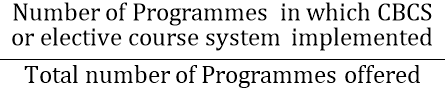 Number of Programmes in which CBCS
or elective course system implemented
Total number of Programmes offered